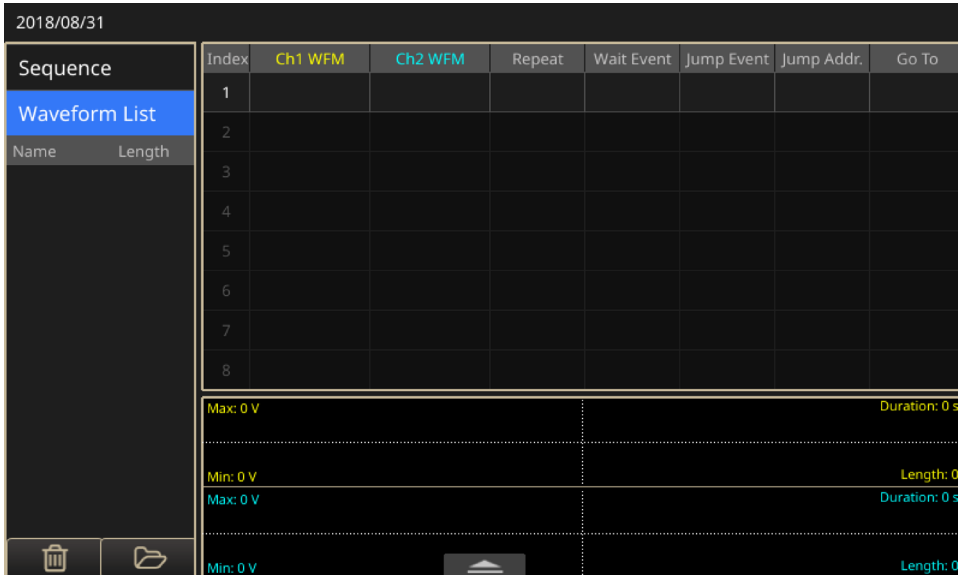 2018/08/31
Sequence
Waveform List
Name Length
Index Ch1 WFM Ch2 WFM Repeat Wait Event Jump Event Jump Addr. Go To
1
2
3
4
5
6
7
8
Max: 0 V Duration: 0 s
Min: 0 V Length: 0
Max: 0 V Duration: 0 s
Min: 0 V Length: 0